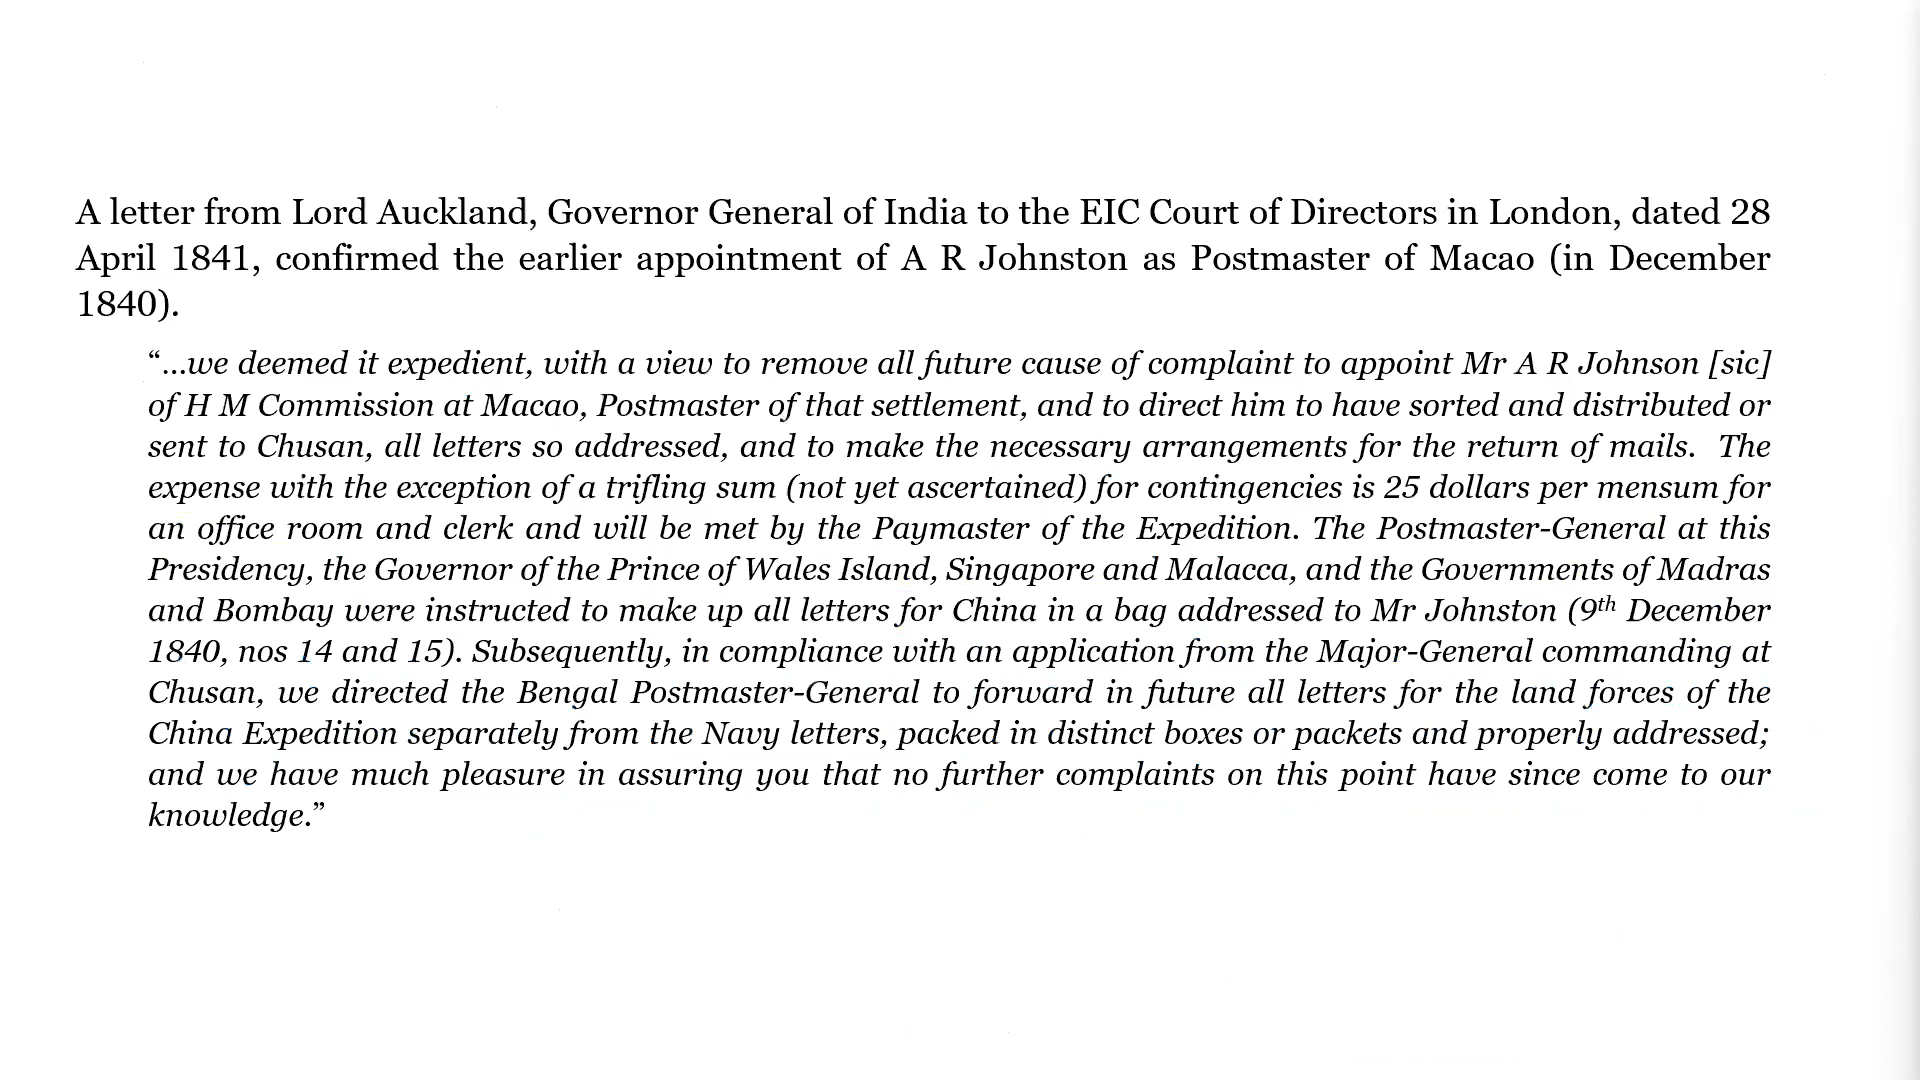 A letter from Lord Auckland, Governor General of India to the EIC Court of Directors in London, dated 28
April 1841, confirmed the earlier appointment of A R Johnston as Postmaster of Macao (in December
1840).
“…we deemed it expedient, with a view to remove all future cause of complaint to appoint Mr A R Johnson [sic]
of H M Commission at Macao, Postmaster of that settlement, and to direct him to have sorted and distributed or
sent to Chusan, all letters so addressed, and to make the necessary arrangements for the return of mails.  The
expense with the exception of a trifling sum (not yet ascertained) for contingencies is 25 dollars per mensum for
an office room and clerk and will be met by the Paymaster of the Expedition. The Postmaster-General at this
Presidency, the Governor of the Prince of Wales Island, Singapore and Malacca, and the Governments of Madras
and Bombay were instructed to make up all letters for China in a bag addressed to Mr Johnston (9th December
1840, nos 14 and 15). Subsequently, in compliance with an application from the Major-General commanding at
Chusan, we directed the Bengal Postmaster-General to forward in future all letters for the land forces of the
China Expedition separately from the Navy letters, packed in distinct boxes or packets and properly addressed;
and we have much pleasure in assuring you that no further complaints on this point have since come to our
knowledge.”